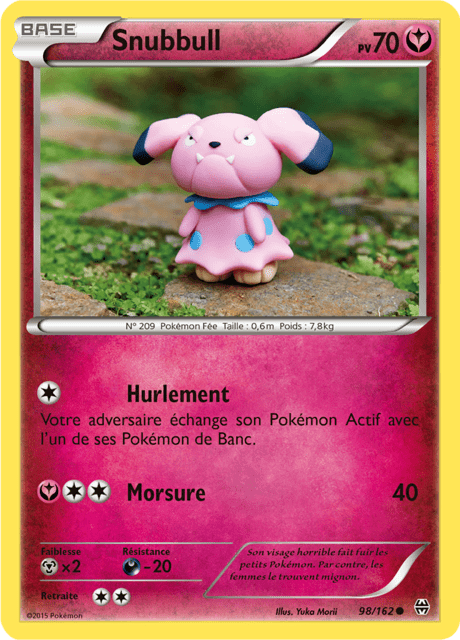 BASE
Snubbull
PV 70
N° 209 Pokémon Fée Taille : 0,6m Poids : 7,8kg
Hurlement
Votre adversaire échange son Pokémon Actif avec
l'un de ses Pokémon de Banc.
Morsure 40
Faiblesse Résistance
×2 -20
Retraite
Son visage horrible fait fuir les
petits Pokémon. Par contre, les
femmes le trouvent mignon.
©2015 Pokémon
Illus. Yuka Morii 98/162